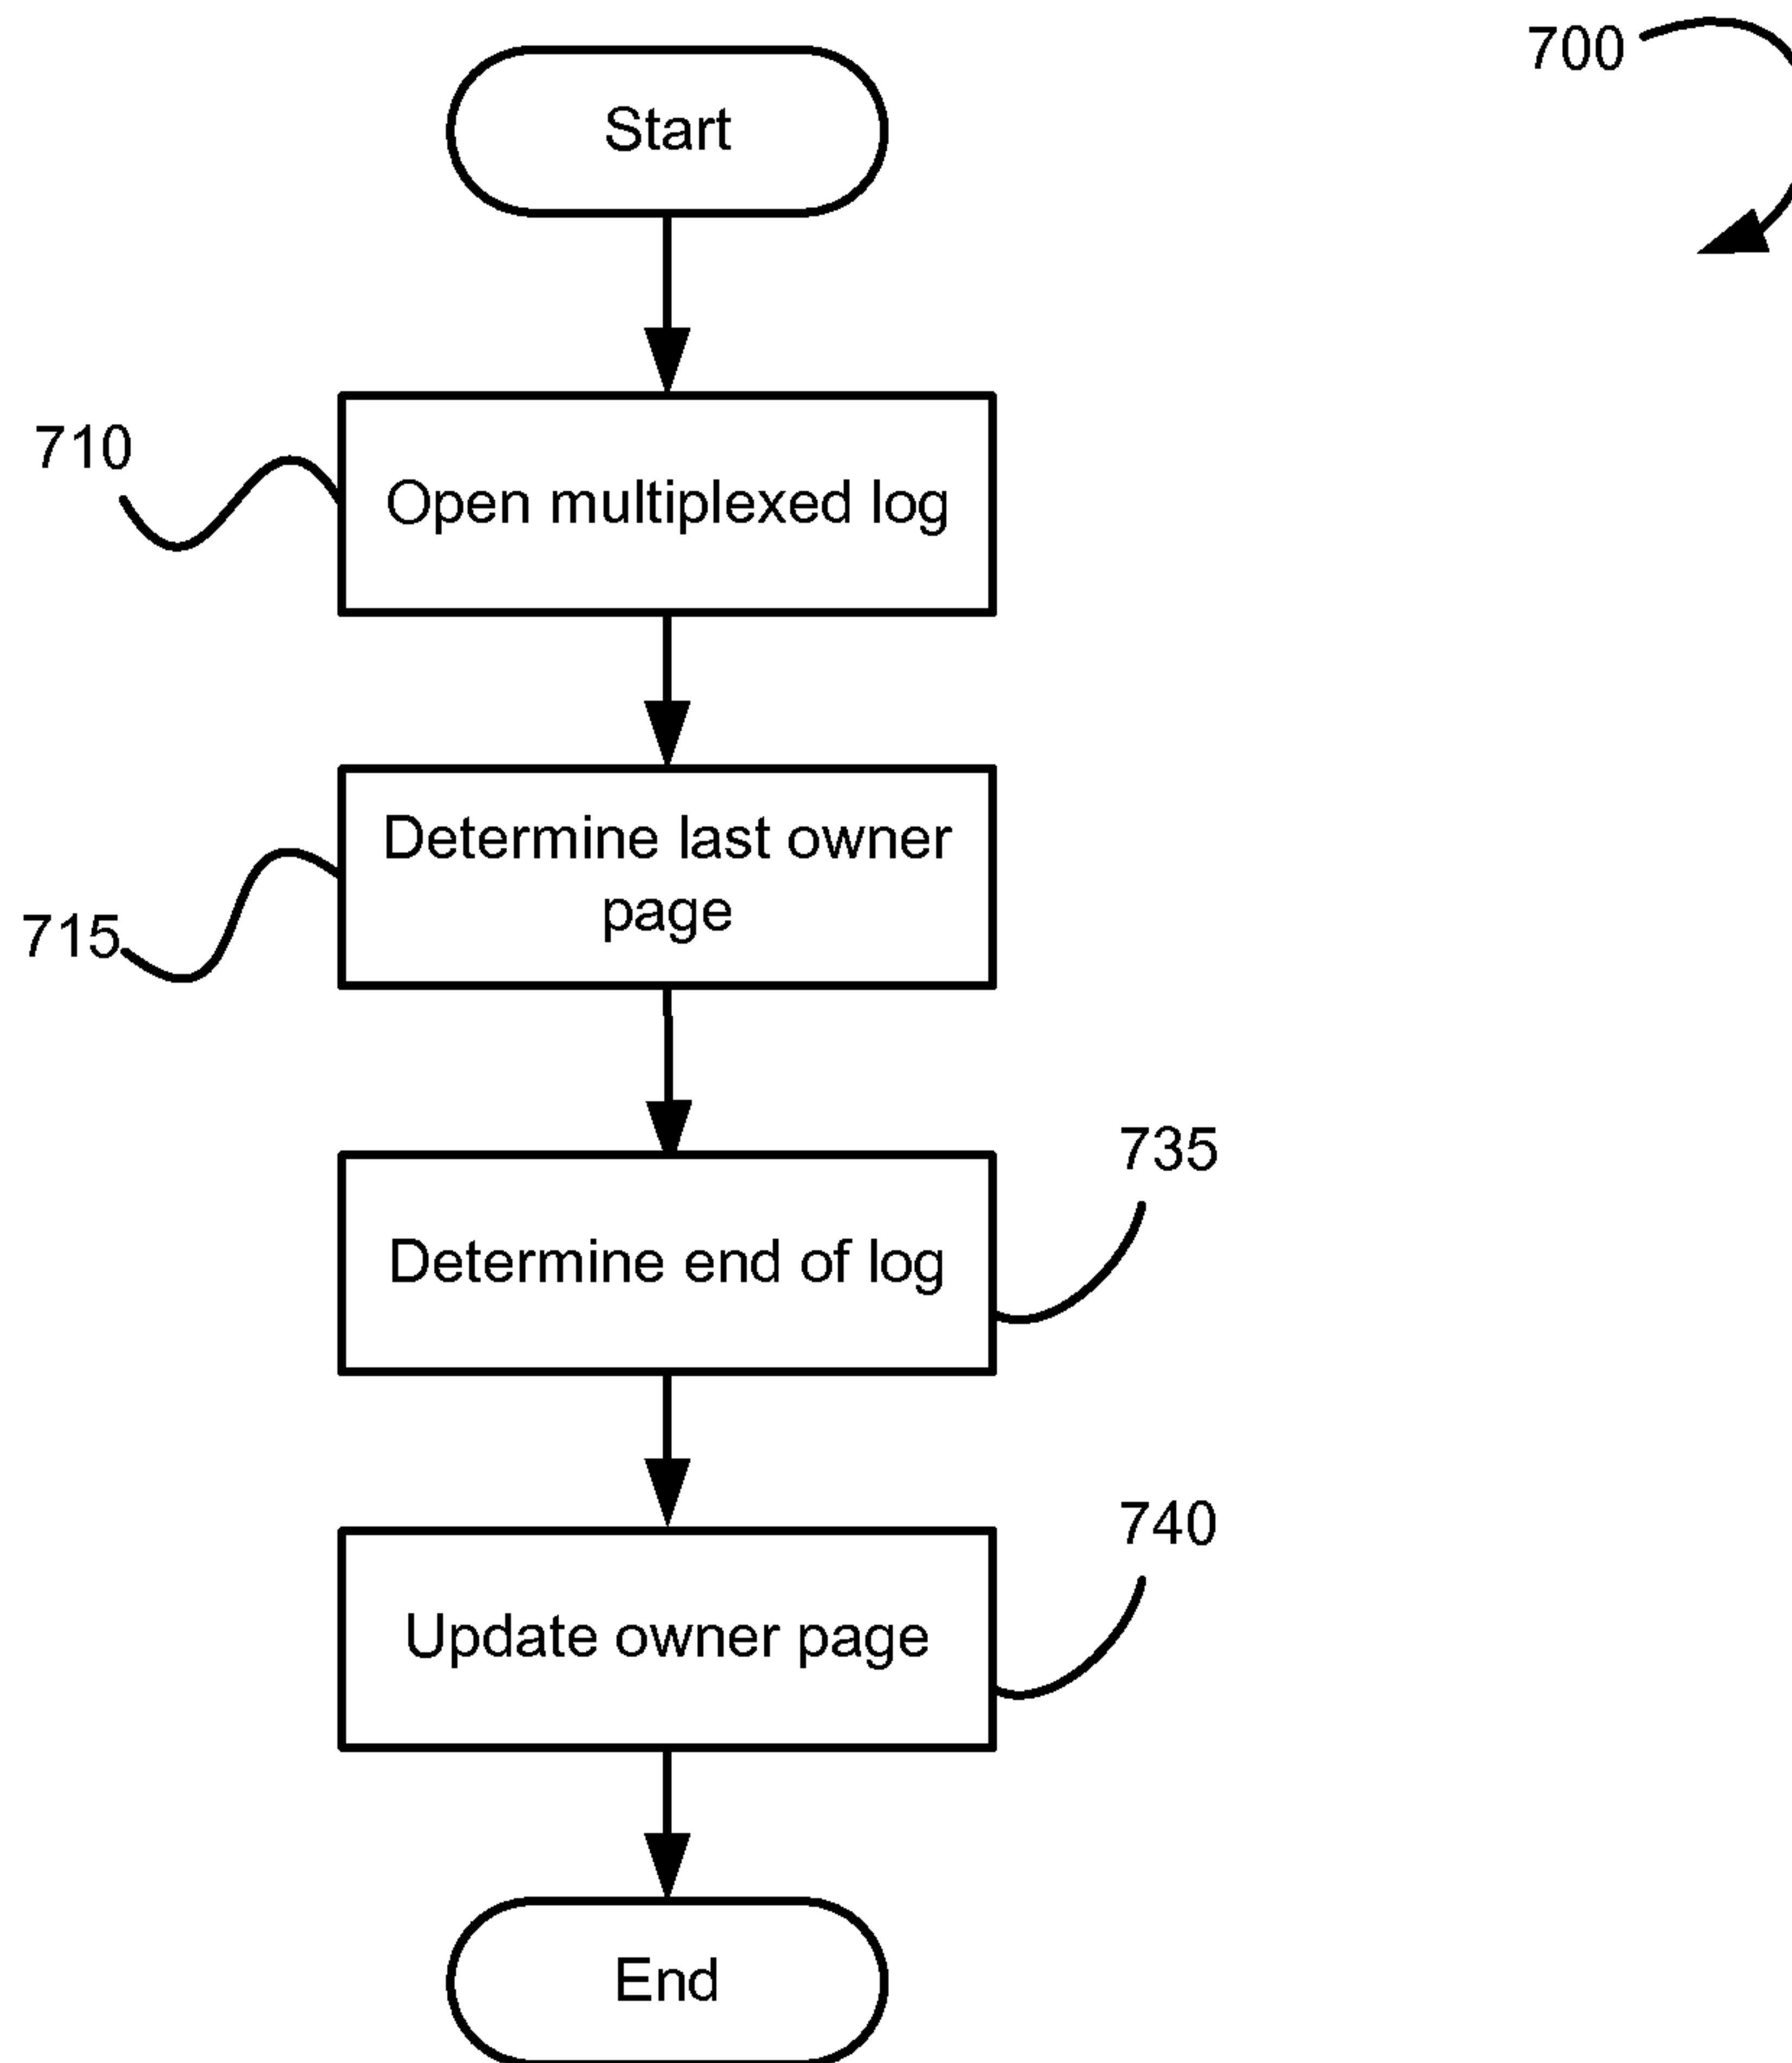 700
Start
710
Open multiplexed log
Determine last owner
page
715
735
Determine end of log
740
Update owner page
End